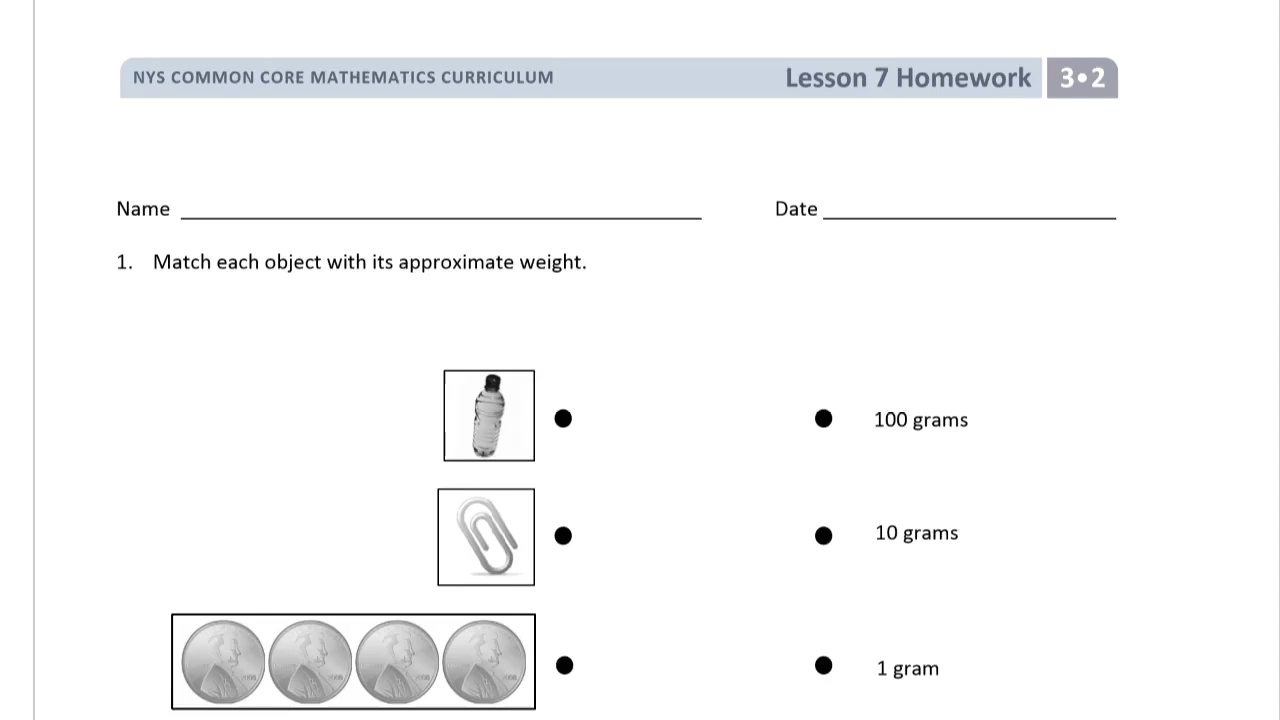 NYS COMMON CORE MATHEMATICS CURRICULUM
Lesson 7 Homework
3•2
Name
Date
1. Match each object with its approximate weight.
100 grams
10 grams
1 gram